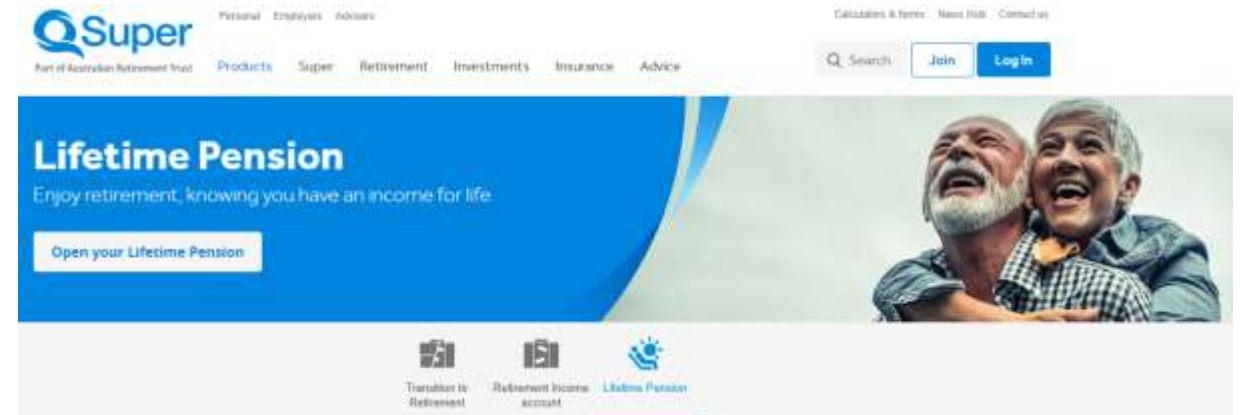 Personal Employers Advisers
Calculators & forms News Hub Contact us
QSuper
Part of Australian Retirement Trust
Products Super Retirement Investments Insurance Advice
Search Join Log In
Lifetime Pension
Enjoy retirement, knowing you have an income for life
Open your Lifetime Pension
Transition to
Retirement
Retirement Income
account
Lifetime Pension